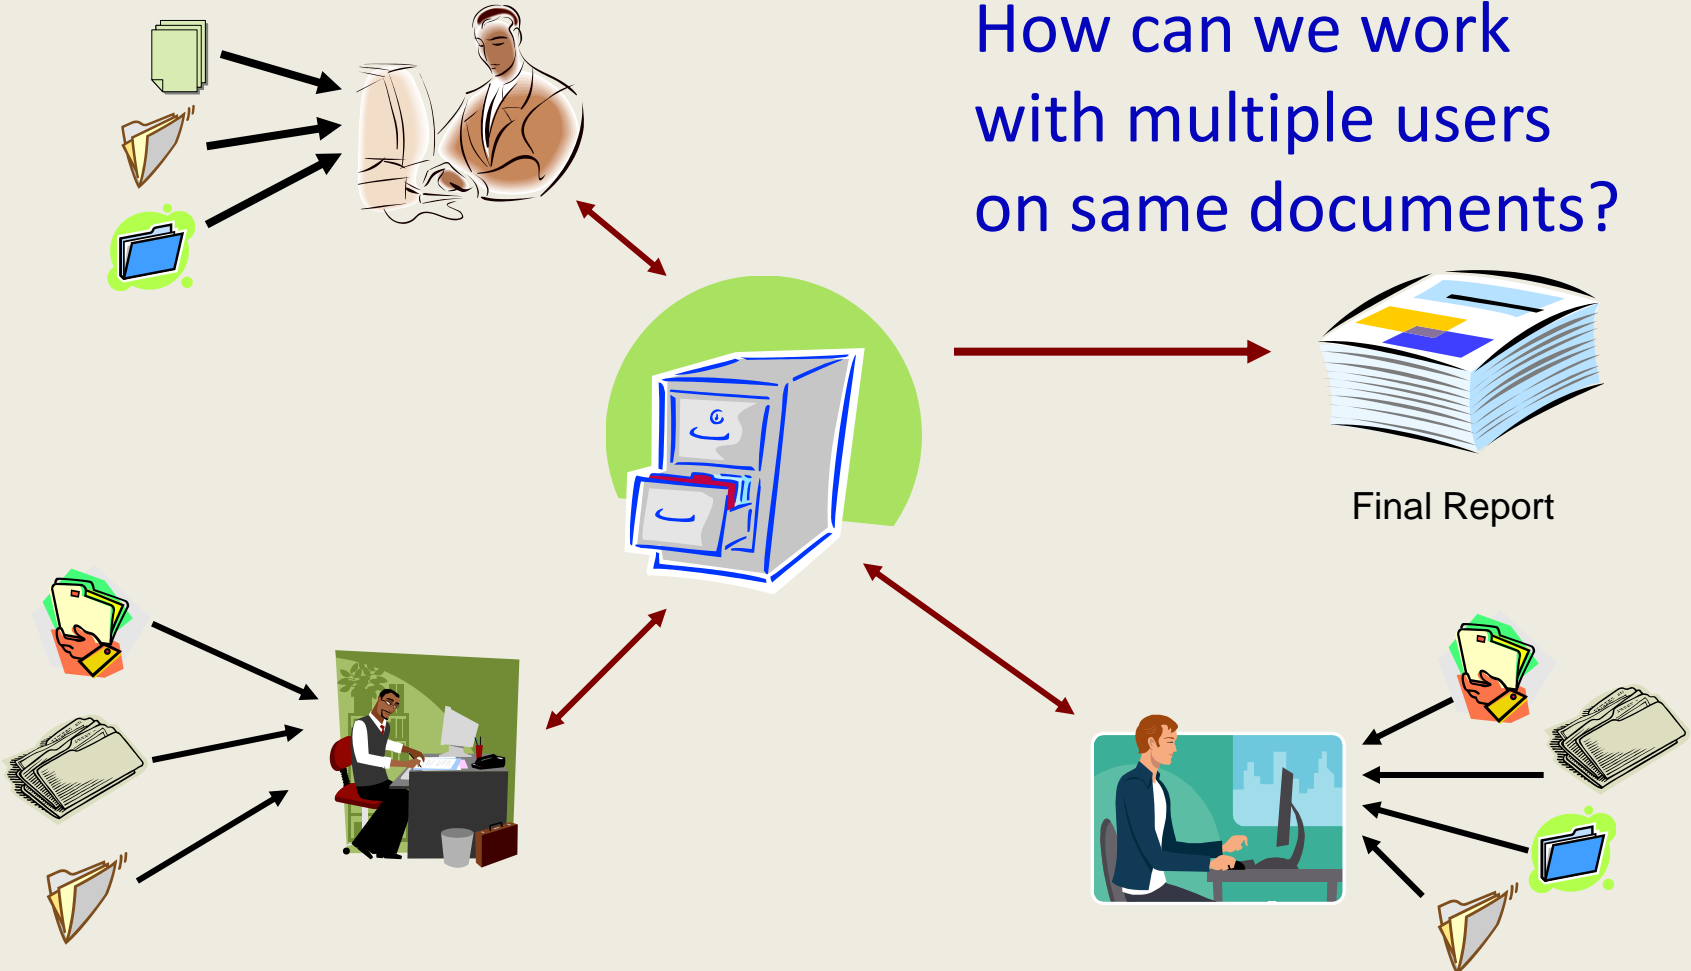 How can we work
with multiple users
on same documents?
Final Report